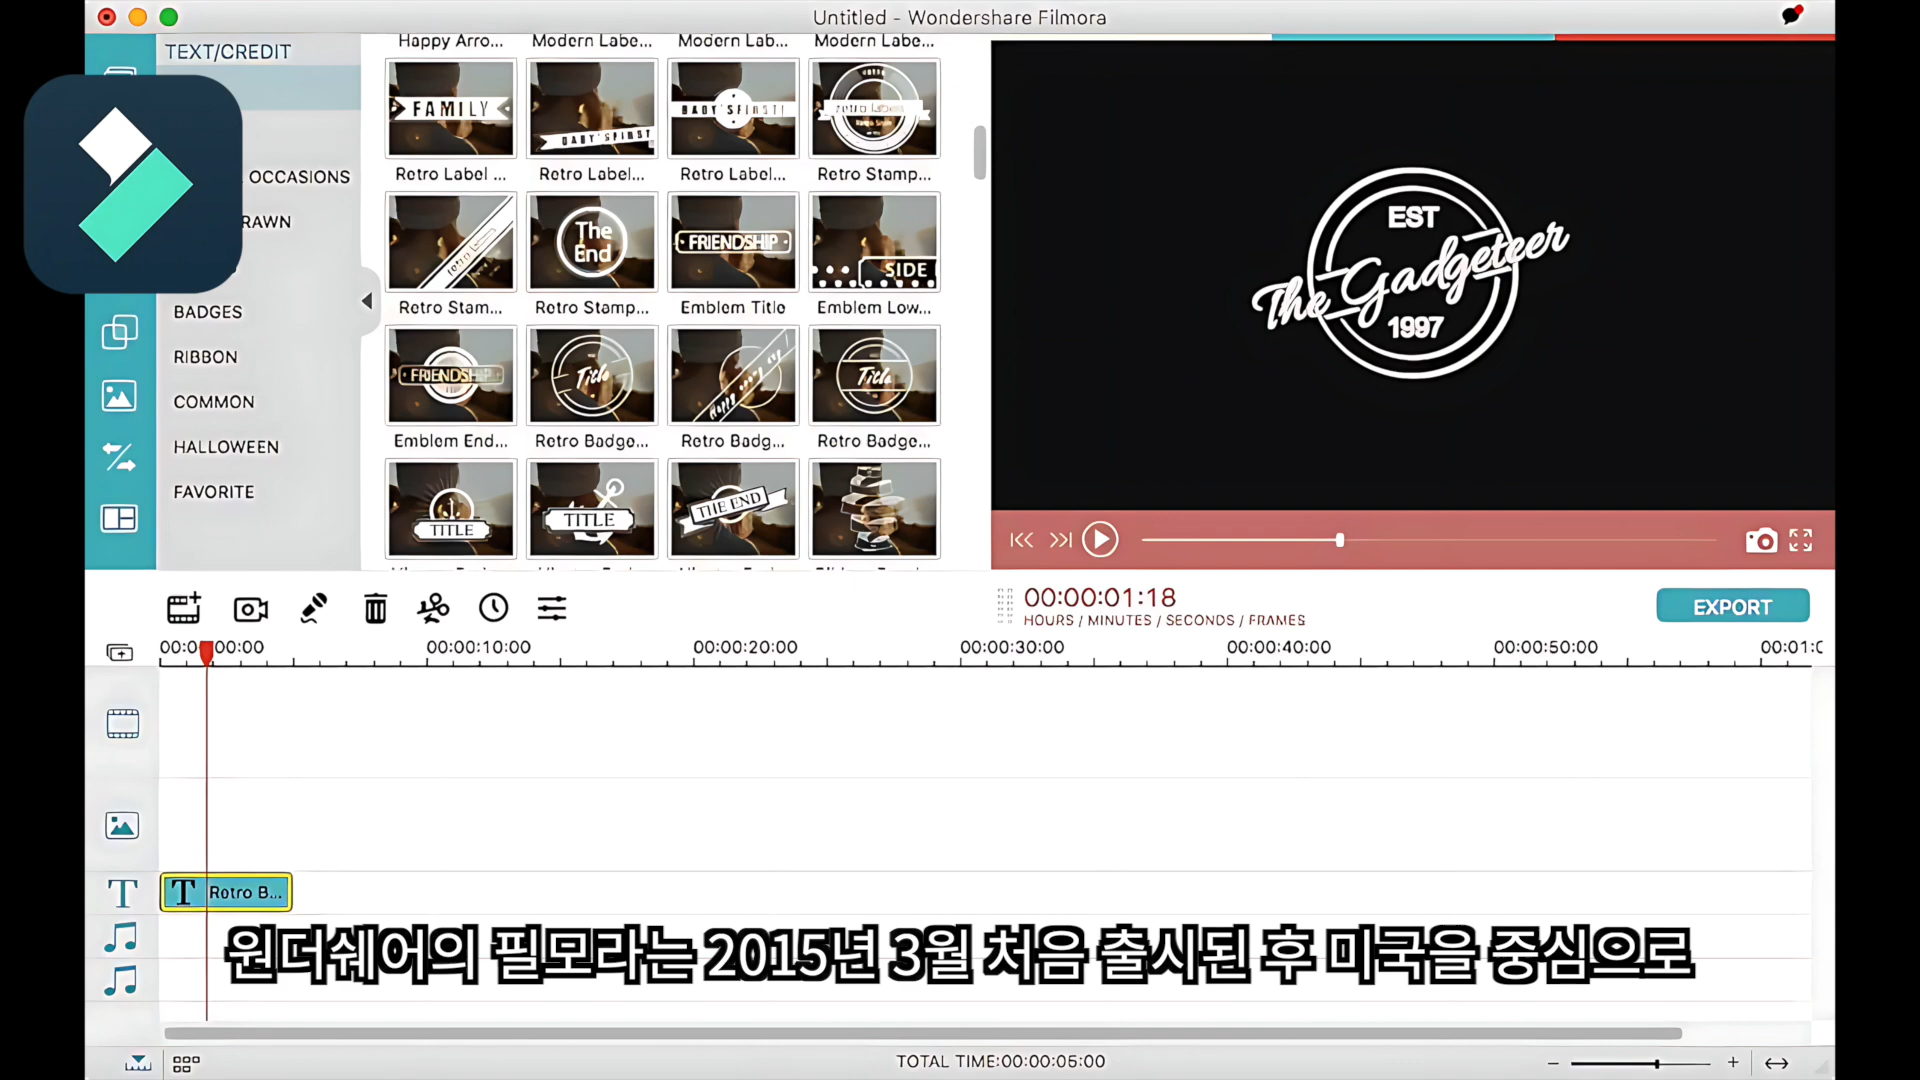 Untitled - Wondershare Filmora
TEXT/CREDIT
OCCASIONS
RAWN
BADGES
RIBBON
COMMON
HALLOWEEN
FAVORITE
Happy Arro...
Modern Labe...
Modern Lab...
Modern Labe...
FAMILY
BABY'S FIRST
BABY'S FIRST!
Retro Label ...
Retro Label...
Retro Label...
Retro Stamp...
The
End
FRIENDSHIP
SIDE
Retro Stam...
Retro Stamp...
Emblem Title
Emblem Low...
FRIENDSHIP
Title
Title
Emblem End...
Retro Badge...
Retro Badg...
Retro Badge...
TITLE
TITLE
THE END
EST
The Gadgeteer
1997
00:00:01:18
HOURS / MINUTES / SECONDS / FRAMES
EXPORT
00:00:10:00
00:00:20:00
00:00:30:00
00:00:40:00
00:00:50:00
T
T Retro B...
원더쉐어의 필모라는 2015년 3월 처음 출시된 후 미국을 중심으로
TOTAL TIME:00:00:05:00